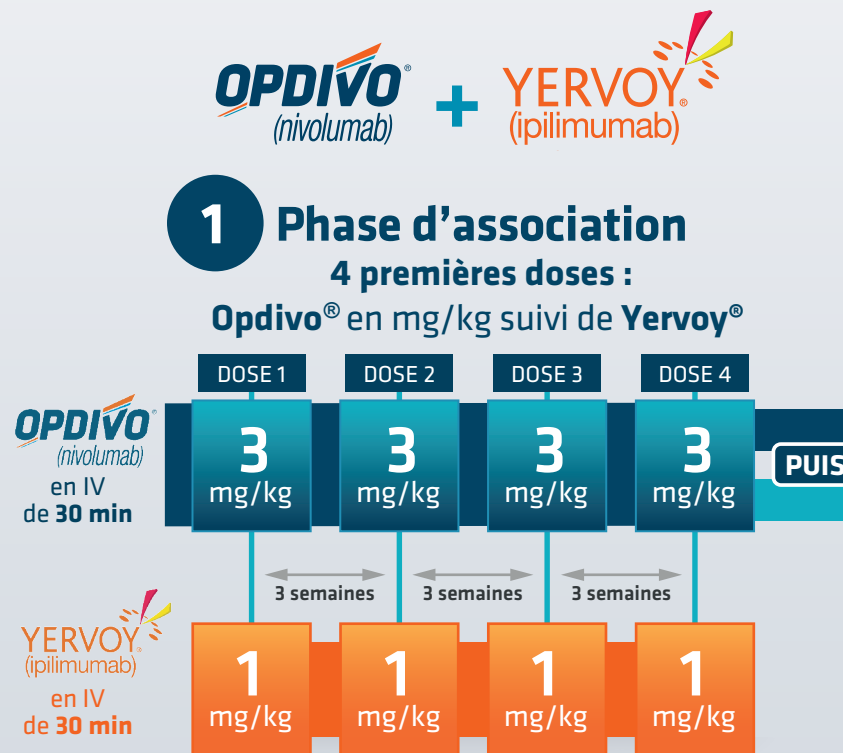 OPDIVO®
(nivolumab)
+
YERVOY®
(ipilimumab)
1
Phase d’association
4 premières doses :
Opdivo® en mg/kg suivi de Yervoy®
DOSE 1
DOSE 2
DOSE 3
DOSE 4
OPDIVO®
(nivolumab)
en IV
de 30 min
3
mg/kg
3
mg/kg
3
mg/kg
3
mg/kg
PUIS
3 semaines
3 semaines
3 semaines
YERVOY®
(ipilimumab)
en IV
de 30 min
1
mg/kg
1
mg/kg
1
mg/kg
1
mg/kg